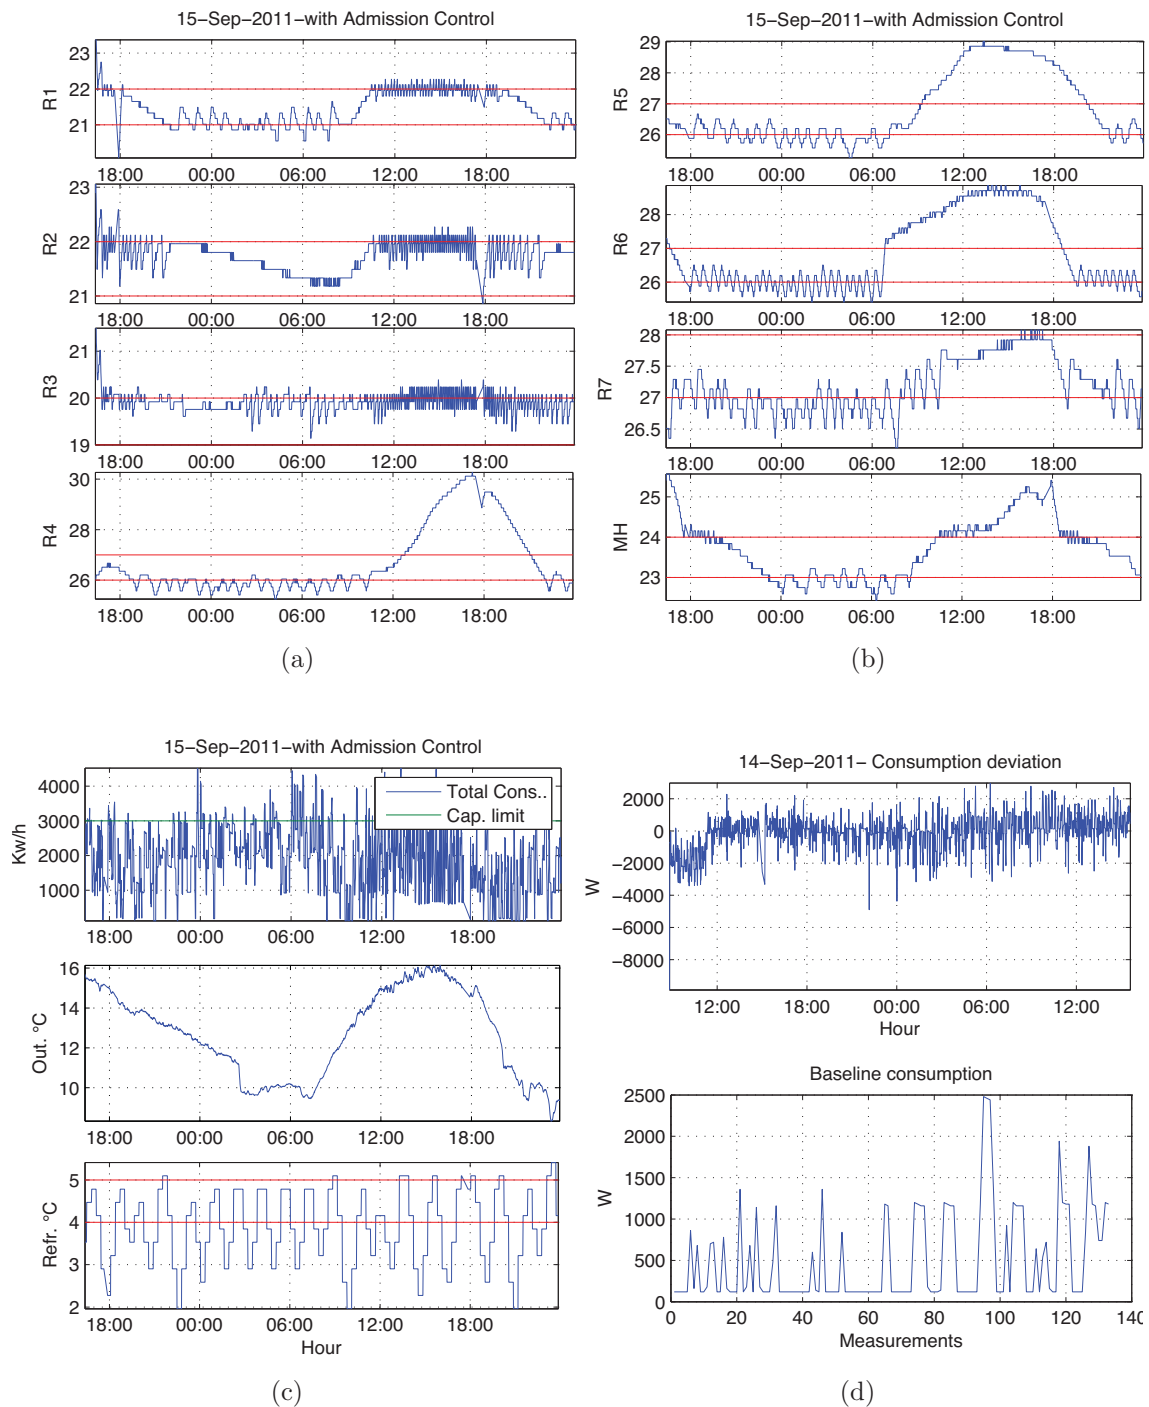 15-Sep-2011-with Admission Control
23
22
21
R1
18:00 00:00 06:00 12:00 18:00
23
22
21
R2
18:00 00:00 06:00 12:00 18:00
21
20
19
R3
18:00 00:00 06:00 12:00 18:00
30
28
26
R4
18:00 00:00 06:00 12:00 18:00
(a)
15-Sep-2011-with Admission Control
29
28
27
26
R5
18:00 00:00 06:00 12:00 18:00
28
27
26
R6
18:00 00:00 06:00 12:00 18:00
28
27
26.5
R7
18:00 00:00 06:00 12:00 18:00
25
24
23
MH
18:00 00:00 06:00 12:00 18:00
(b)
15-Sep-2011-with Admission Control
4000
3000
2000
1000
Kw/h
Total Cons..
Cap. limit
18:00 00:00 06:00 12:00 18:00
16
14
12
10
Out. °C
18:00 00:00 06:00 12:00 18:00
5
4
3
2
Refr. °C
18:00 00:00 06:00 12:00 18:00
Hour
(c)
14-Sep-2011- Consumption deviation
2000
0
-2000
-4000
-6000
-8000
W
12:00 18:00 00:00 06:00 12:00
Hour
Baseline consumption
2500
2000
1500
1000
500
0
W
0 20 40 60 80 100 120 140
Measurements
(d)